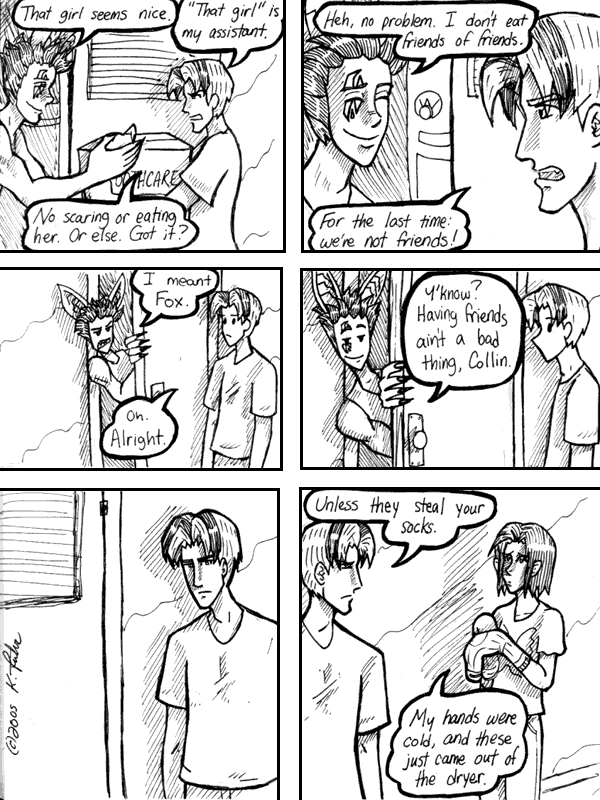 That girl seems nice.
"That girl" is
my assistant.
No scaring or eating
her. Or else. Got it?
Heh, no problem. I don't eat
friends of friends.
For the last time:
we're not friends!
I meant
Fox.
Oh.
Alright.
Y'know?
Having friends
ain't a bad
thing, Collin.
Unless they steal your
socks.
My hands were
cold, and these
just came out of
the dryer.
(C)2005 K.